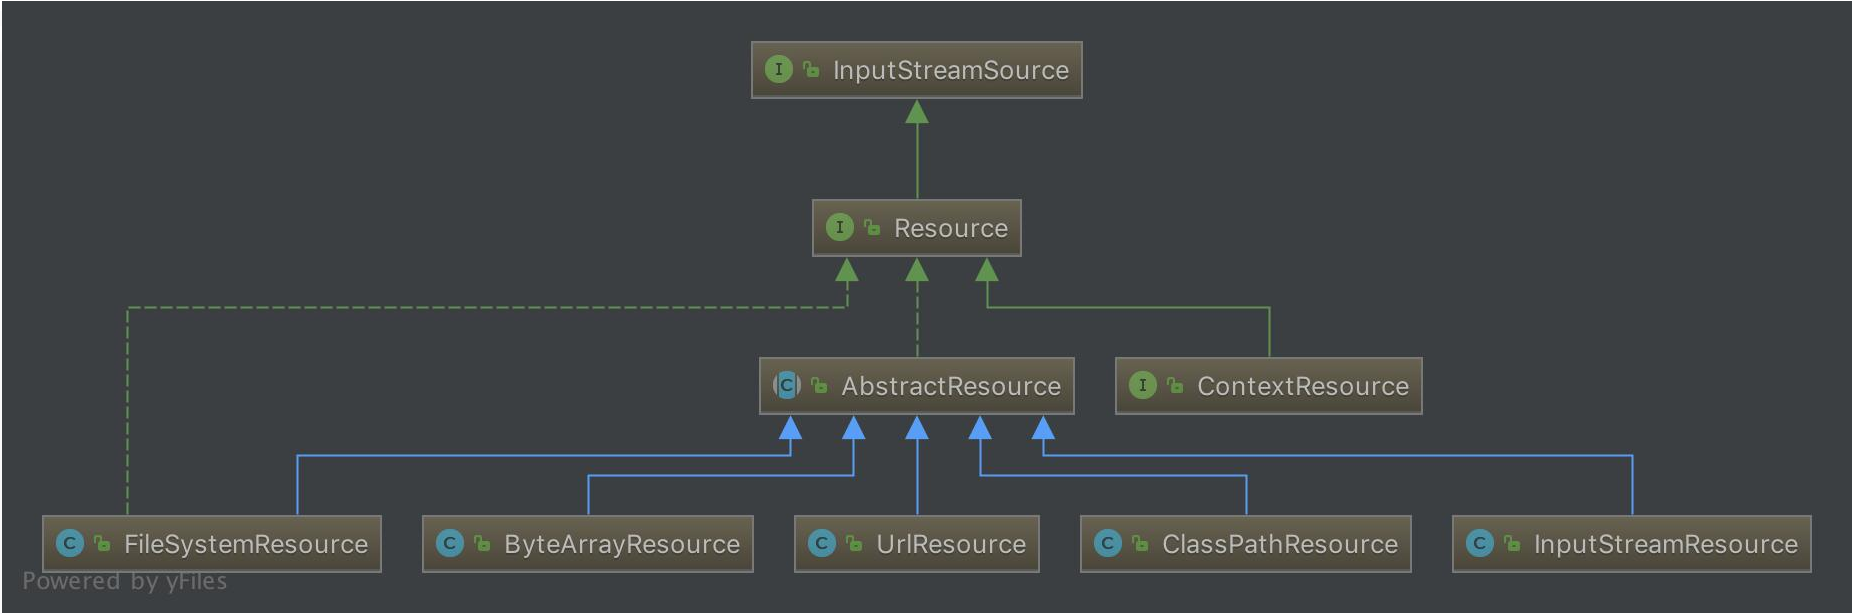 I InputStreamSource
I Resource
C AbstractResource
I ContextResource
C FileSystemResource
C ByteArrayResource
C UrlResource
C ClassPathResource
C InputStreamResource
Powered by yFiles